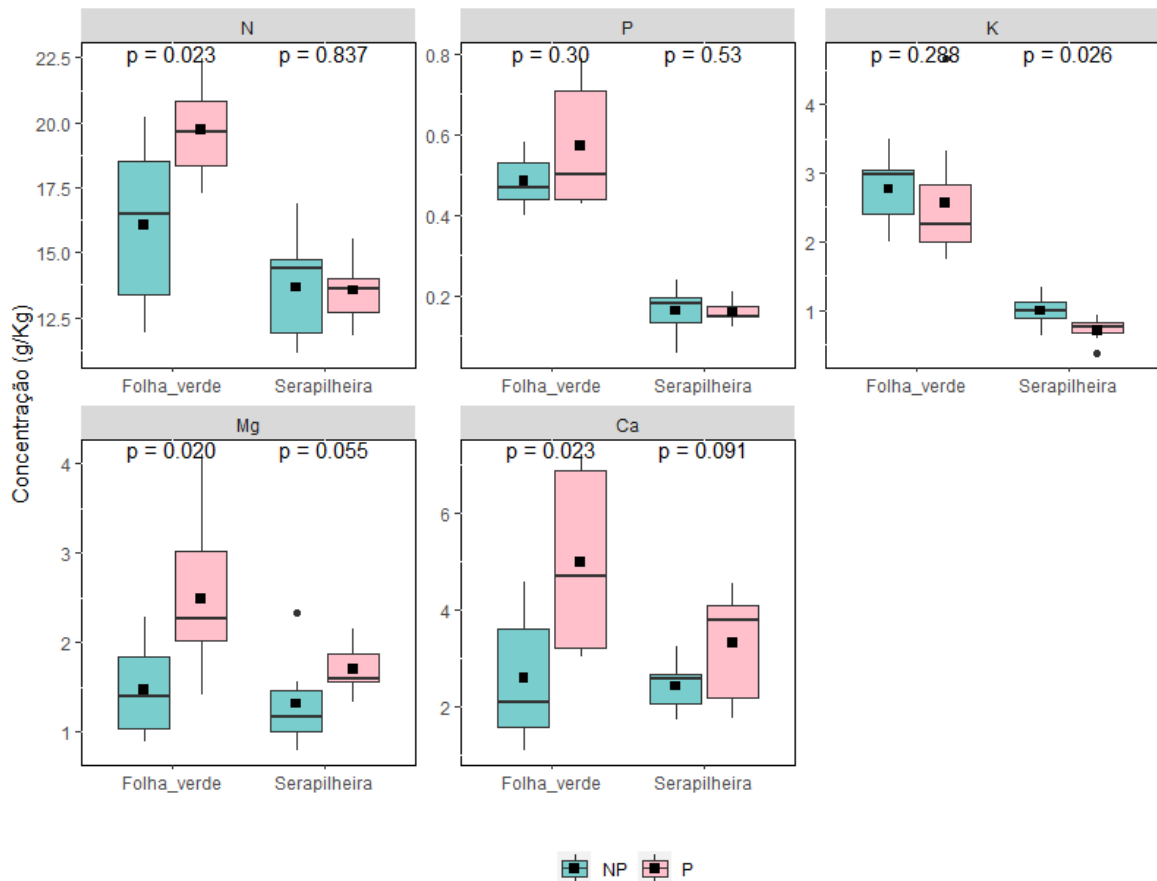 N
P
K
p = 0.023
p = 0.837
p = 0.30
p = 0.53
p = 0.288
p = 0.026
22.5
20.0
17.5
15.0
12.5
0.8
0.6
0.4
0.2
4
3
2
1
Folha_verde
Serapilheira
Folha_verde
Serapilheira
Folha_verde
Serapilheira
Concentração (g/Kg)
Mg
Ca
p = 0.020
p = 0.055
p = 0.023
p = 0.091
4
3
2
1
6
4
2
Folha_verde
Serapilheira
Folha_verde
Serapilheira
NP
P